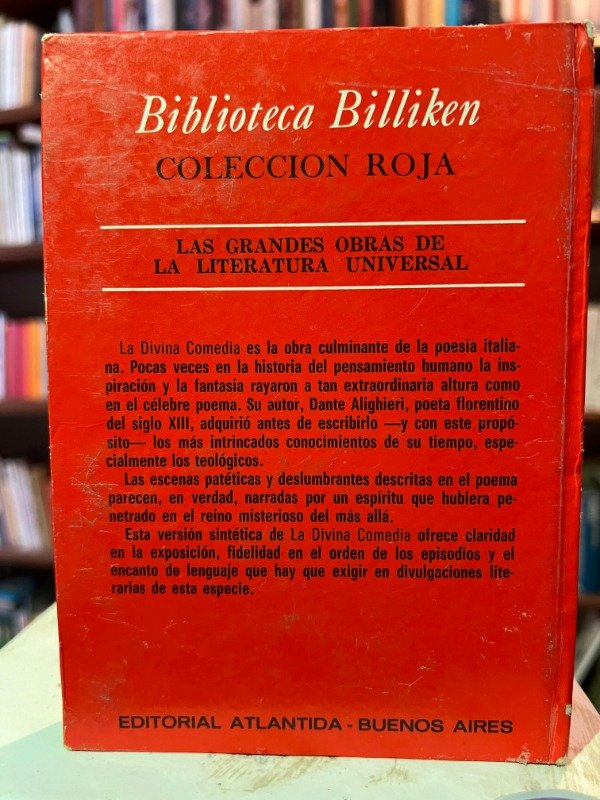 Biblioteca Billiken
COLECCION ROJA
LAS GRANDES OBRAS DE
LA LITERATURA UNIVERSAL
La Divina Comedia es la obra culminante de la poesía italia-
na. Pocas veces en la historia del pensamiento humano la ins-
piración y la fantasía rayaron a tan extraordinaria altura como
en el célebre poema. Su autor, Dante Alighieri, poeta florentino
del siglo XIII, adquirió antes de escribirlo —y con este propó-
sito— los más intrincados conocimientos de su tiempo, espe-
cialmente los teológicos.
Las escenas patéticas y deslumbrantes descritas en el poema
parecen, en verdad, narradas por un espíritu que hubiera pe-
netrado en el reino misterioso del más allá.
Esta versión sintética de La Divina Comedia ofrece claridad
en la exposición, fidelidad en el orden de los episodios y el
encanto de lenguaje que hay que exigir en divulgaciones lite-
rarias de esta especie.
EDITORIAL ATLANTIDA - BUENOS AIRES